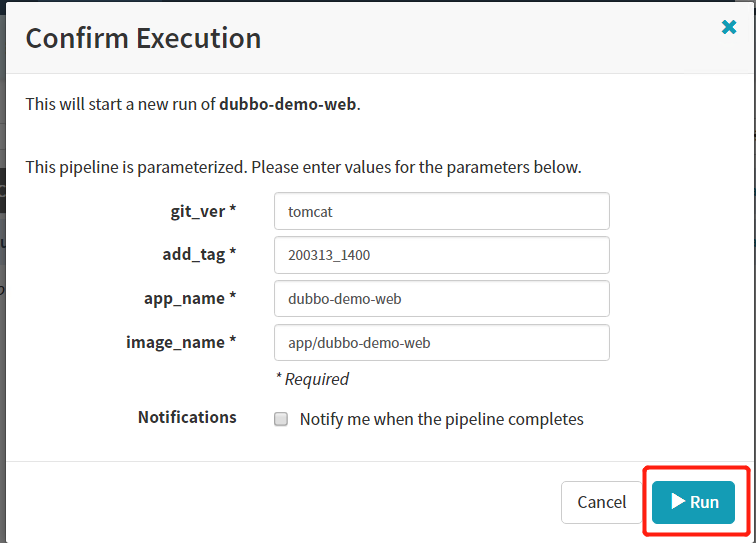 Confirm Execution
This will start a new run of dubbo-demo-web.
This pipeline is parameterized. Please enter values for the parameters below.
git_ver * tomcat
add_tag * 200313_1400
app_name * dubbo-demo-web
image_name * app/dubbo-demo-web
* Required
Notifications Notify me when the pipeline completes
Cancel Run